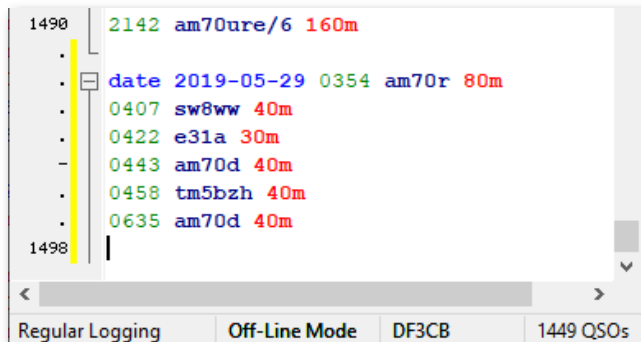 1490 2142 am70ure/6 160m
.
. date 2019-05-29 0354 am70r 80m
. 0407 sw8ww 40m
. 0422 e31a 30m
- 0443 am70d 40m
. 0458 tm5bzh 40m
. 0635 am70d 40m
1498
Regular Logging Off-Line Mode DF3CB 1449 QSOs